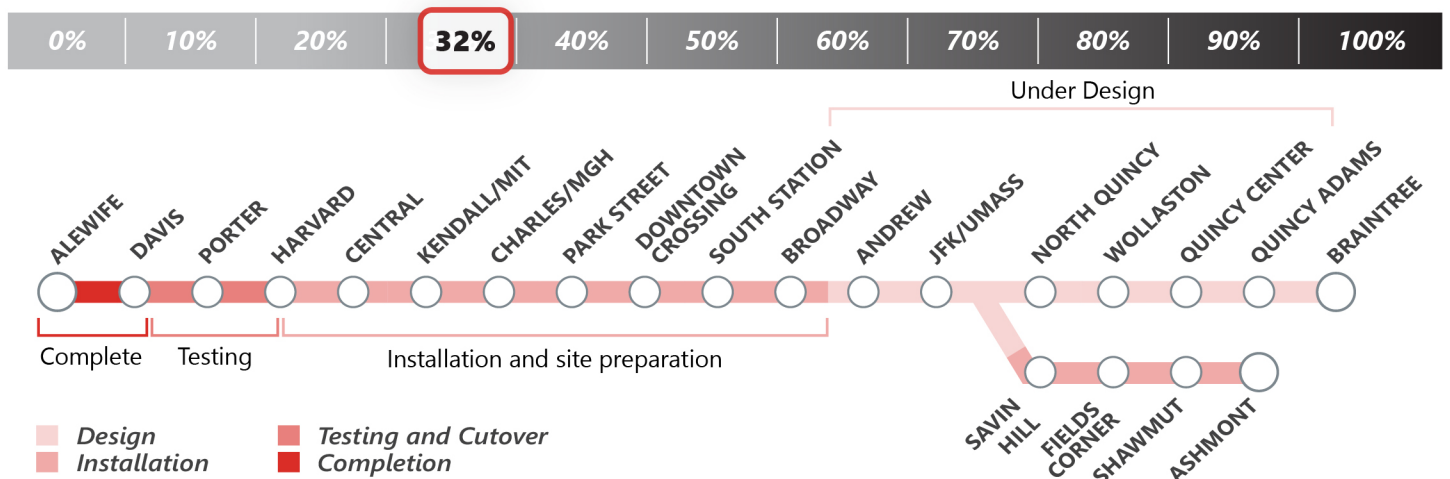 0% 10% 20% 32% 40% 50% 60% 70% 80% 90% 100%
Under Design
ALEWIFE
DAVIS
PORTER
HARVARD
CENTRAL
KENDALL/MIT
CHARLES/MGH
PARK STREET
DOWNTOWN
CROSSING
SOUTH STATION
BROADWAY
ANDREW
JFK/UMASS
NORTH QUINCY
WOLLASTON
QUINCY CENTER
QUINCY ADAMS
BRAINTREE
Complete
Testing
Installation and site preparation
SAVIN
HILL
FIELDS
CORNER
SHAWMUT
ASHMONT
Design
Installation
Testing and Cutover
Completion